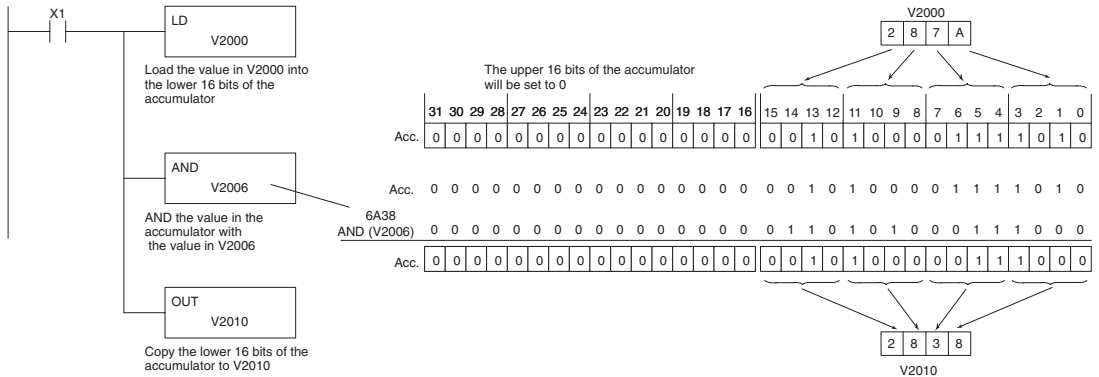 X1
LD
V2000
Load the value in V2000 into
the lower 16 bits of the
accumulator
AND
V2006
AND the value in the
accumulator with
the value in V2006
OUT
V2010
Copy the lower 16 bits of the
accumulator to V2010
V2000
2 8 7 A
The upper 16 bits of the accumulator
will be set to 0
31 30 29 28 27 26 25 24 23 22 21 20 19 18 17 16 15 14 13 12 11 10 9 8 7 6 5 4 3 2 1 0
Acc. 0 0 0 0 0 0 0 0 0 0 0 0 0 0 0 0 0 0 1 0 1 0 0 0 0 1 1 1 1 0 1 0
Acc. 0 0 0 0 0 0 0 0 0 0 0 0 0 0 0 0 0 0 1 0 1 0 0 0 0 1 1 1 1 0 1 0
6A38
AND (V2006) 0 0 0 0 0 0 0 0 0 0 0 0 0 0 0 0 0 1 1 0 1 0 1 0 0 0 1 1 1 0 0 0
Acc. 0 0 0 0 0 0 0 0 0 0 0 0 0 0 0 0 0 0 1 0 1 0 0 0 0 0 1 1 1 0 0 0
2 8 3 8
V2010